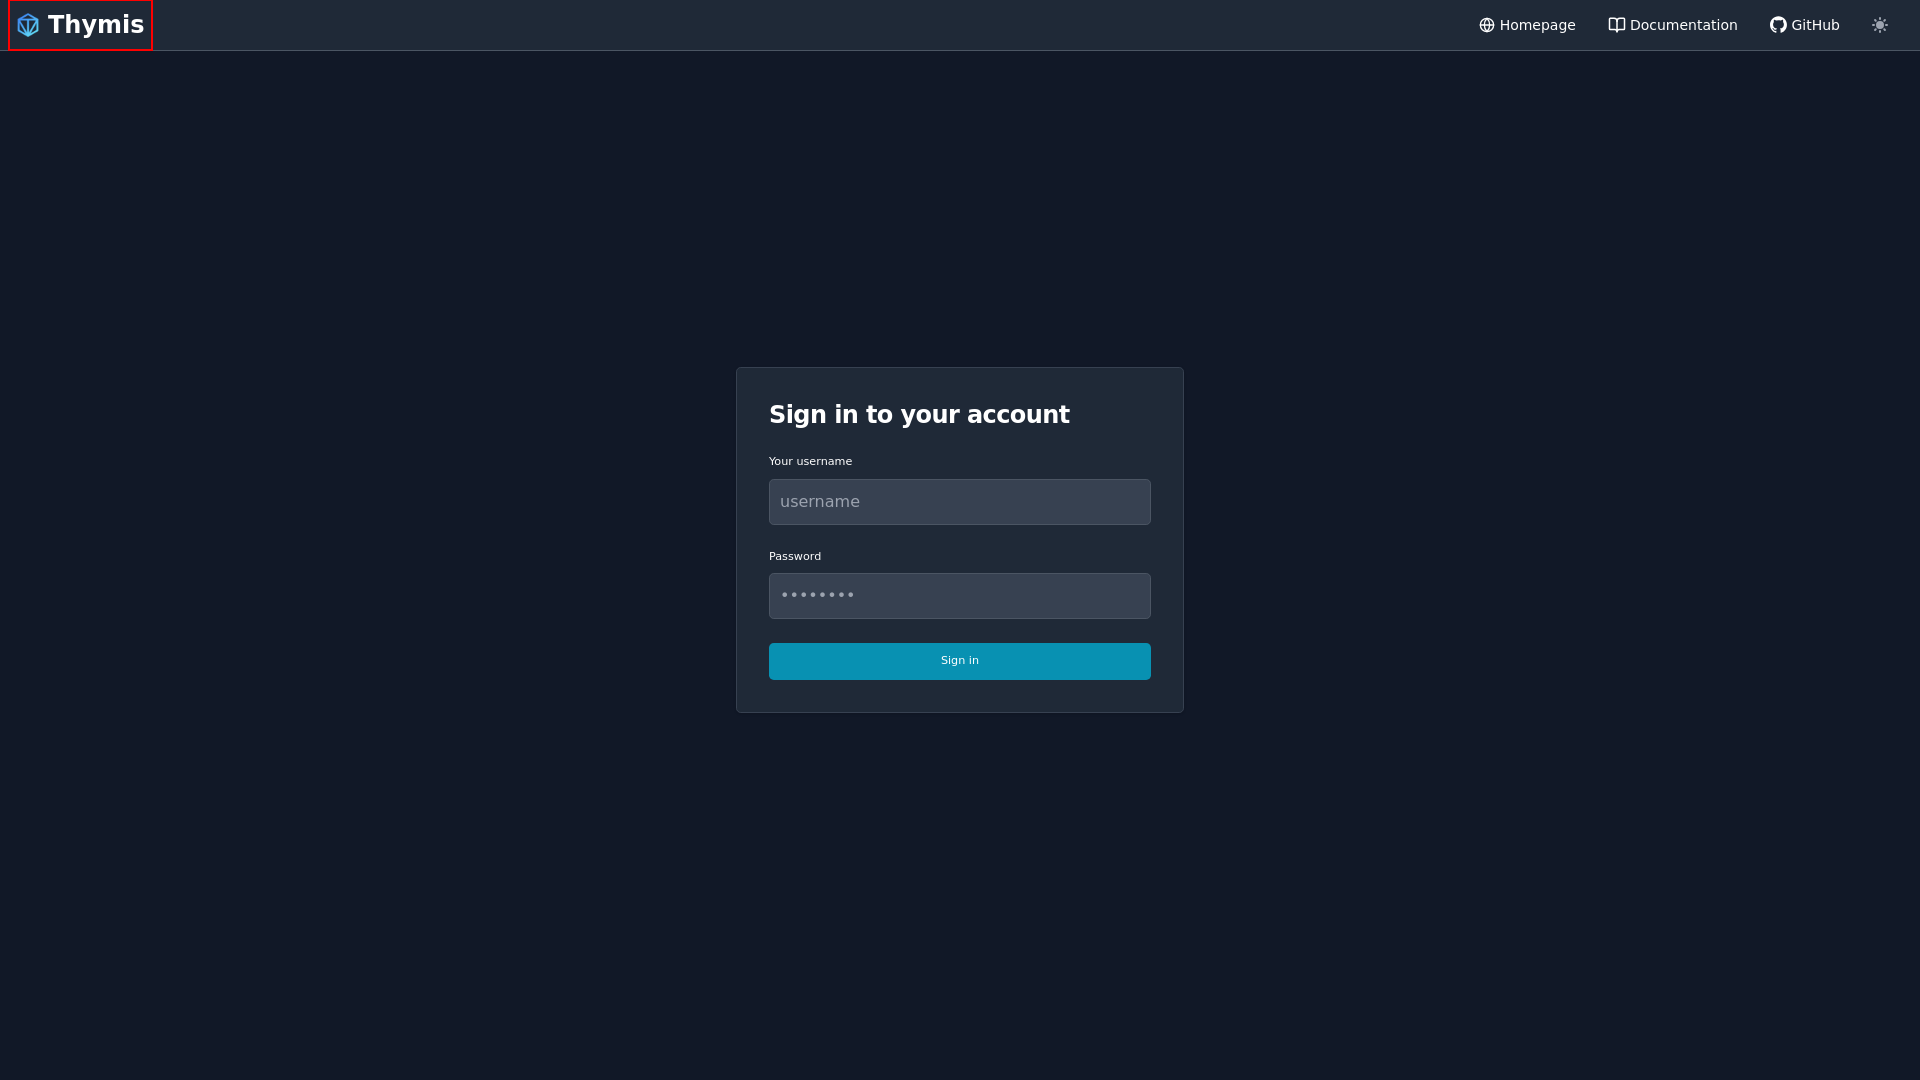 Thymis
Homepage
Documentation
GitHub
Sign in to your account
Your username
username
Password
••••••••
Sign in